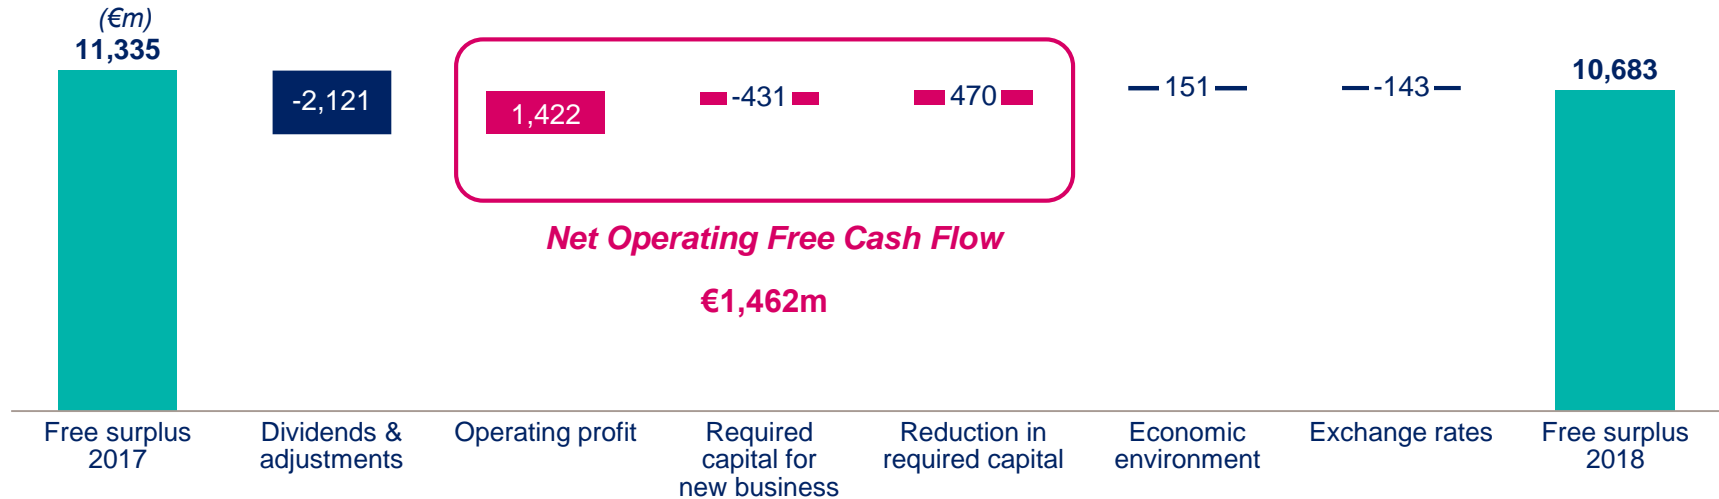 (€m)
11,335
-2,121
1,422
-431
470
151
-143
10,683
Net Operating Free Cash Flow
€1,462m
Free surplus
2017
Dividends &
adjustments
Operating profit
Required
capital for
new business
Reduction in
required capital
Economic
environment
Exchange rates
Free surplus
2018